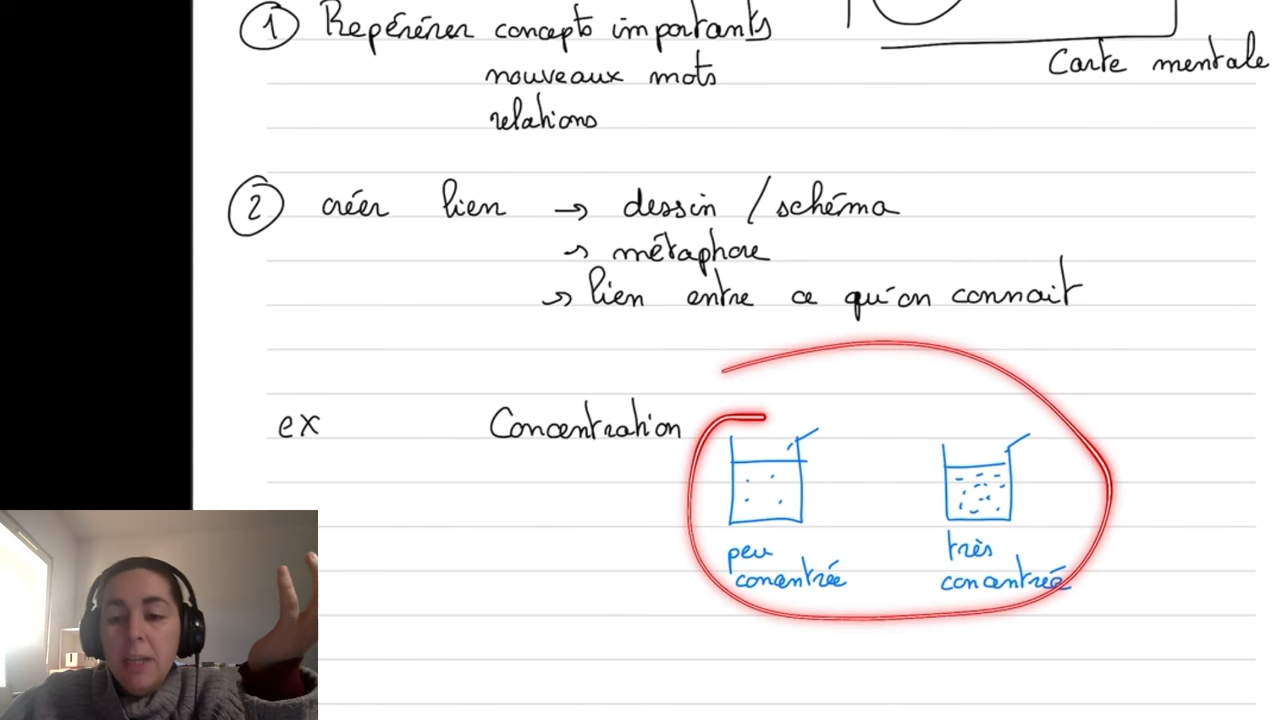 1 Repérérer concepts importants
Carte mentale
nouveaux mots
relations
2 créer lien → dessin / schéma
→ métaphore
→ lien entre ce qu'on connait
ex Concentration
peu concentrée
très concentrée